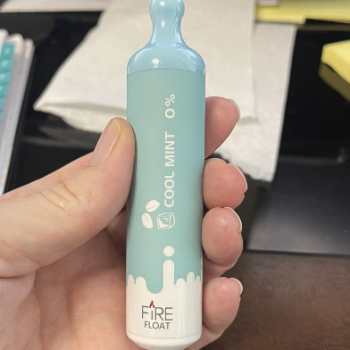 COOL MINT 0%
FiRE
FLOAT